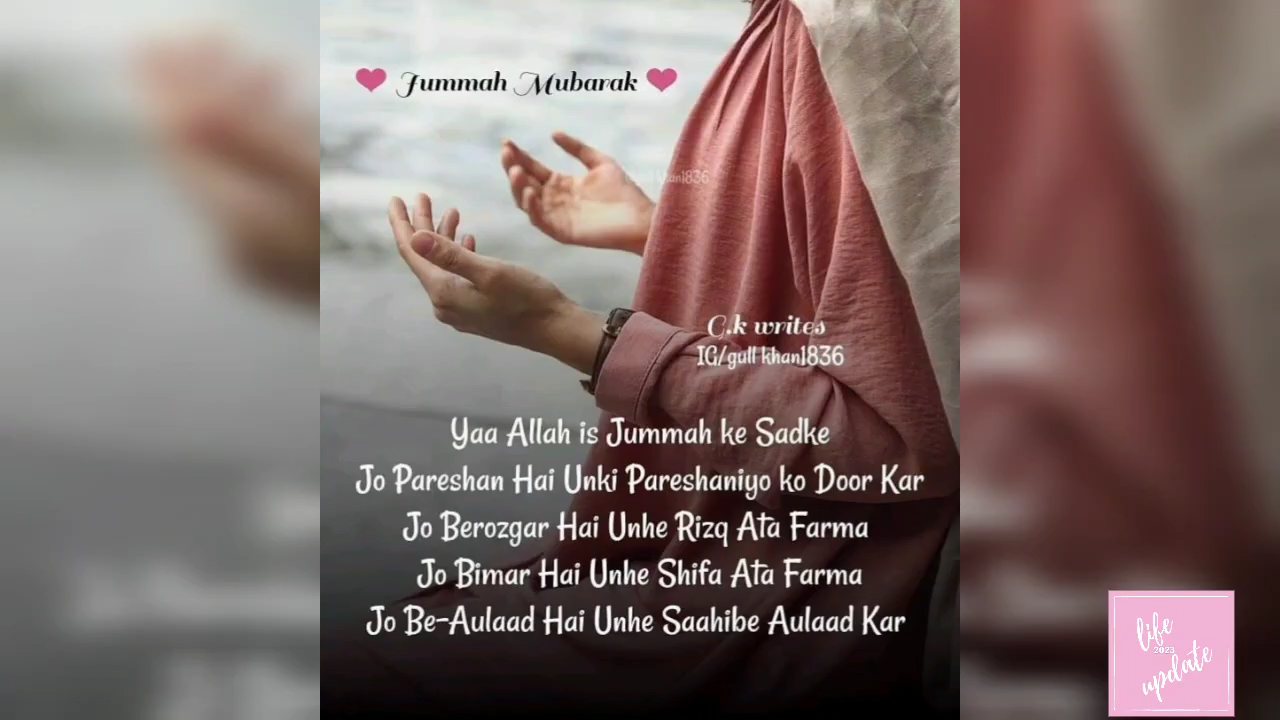 Jummah Mubarak
khan1836
G.k writes
IG/gull khan1836
Yaa Allah is Jummah ke Sadke
Jo Pareshan Hai Unki Pareshaniyo ko Door Kar
Jo Berozgar Hai Unhe Rizq Ata Farma
Jo Bimar Hai Unhe Shifa Ata Farma
Jo Be-Aulaad Hai Unhe Saahibe Aulaad Kar
life
2023
update